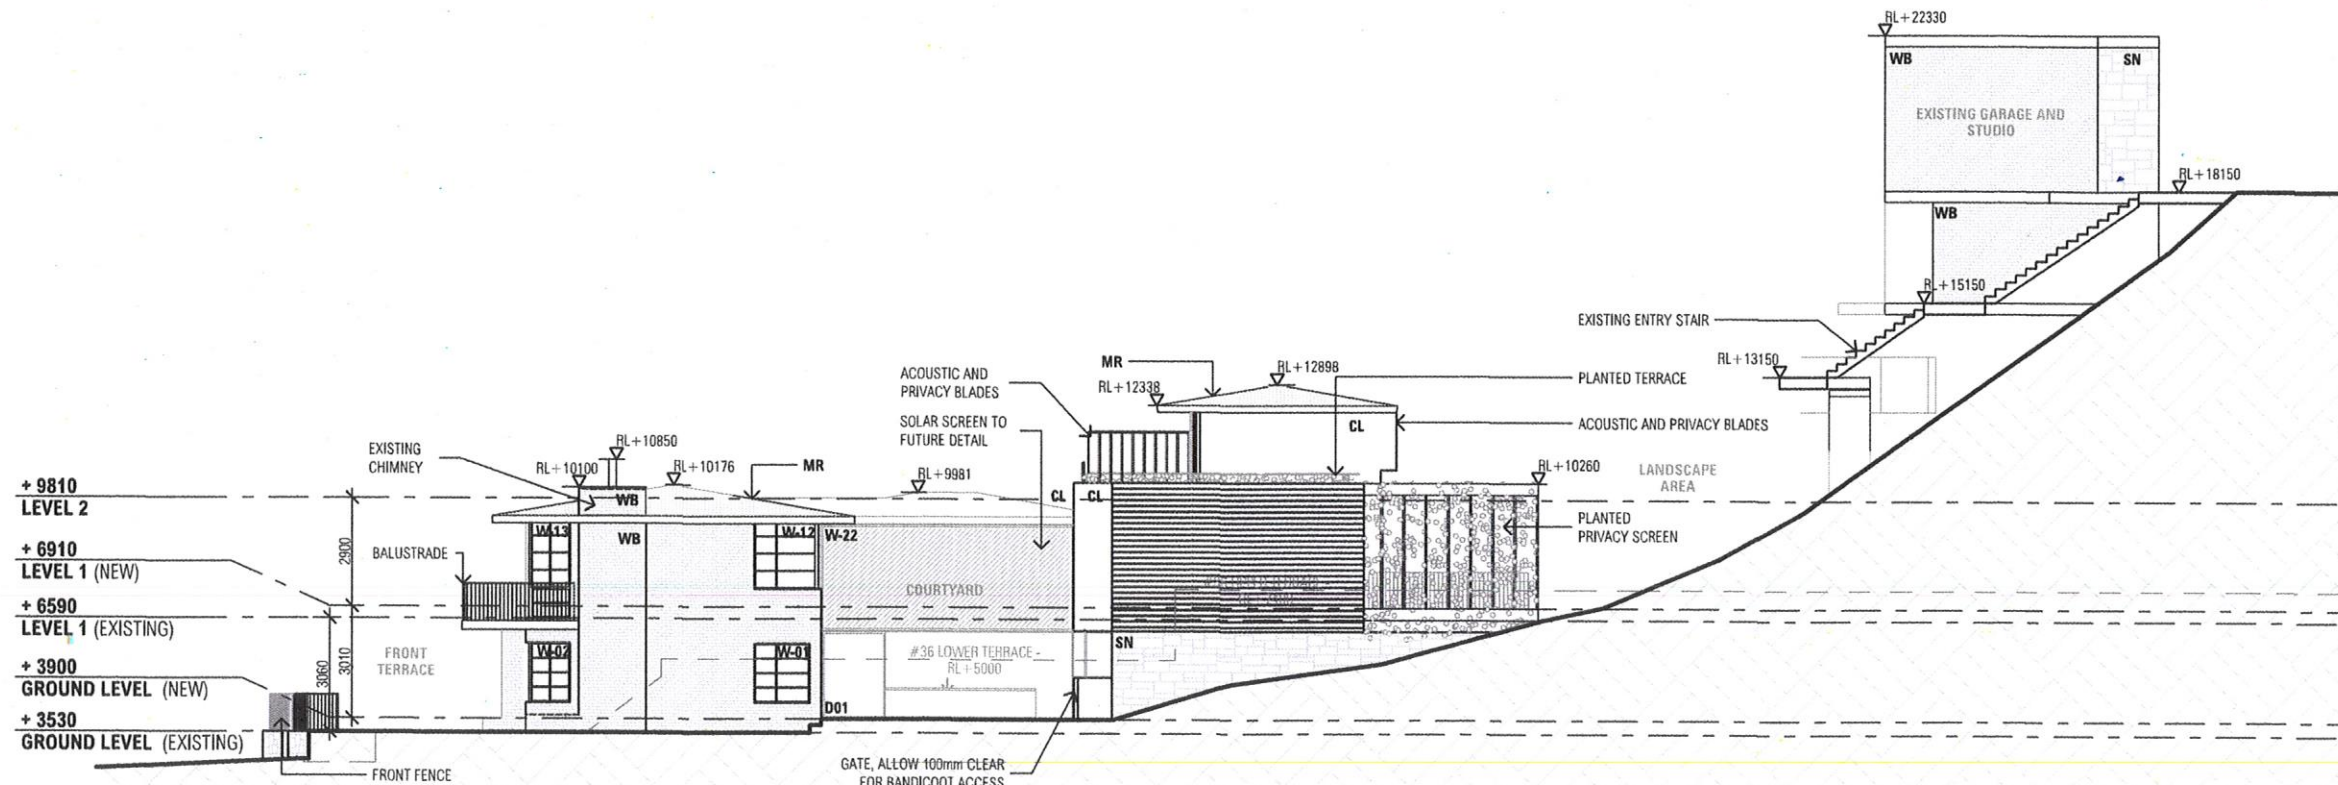 RL+22330
WB
SN
EXISTING GARAGE AND
STUDIO
RL+18150
WB
RL+15150
EXISTING ENTRY STAIR
RL+13150
MR
RL+12898
RL+12338
PLANTED TERRACE
ACOUSTIC AND
PRIVACY BLADES
SOLAR SCREEN TO
FUTURE DETAIL
CL
ACOUSTIC AND PRIVACY BLADES
EXISTING
CHIMNEY
RL+10850
RL+10100
RL+10176
MR
RL+9981
RL+10260
LANDSCAPE
AREA
+ 9810
LEVEL 2
WB
CL
CL
PLANTED
PRIVACY SCREEN
W-13
WB
W-12
W-22
BALUSTRADE
2900
+ 6910
LEVEL 1 (NEW)
COURTYARD
+ 6590
LEVEL 1 (EXISTING)
FRONT
TERRACE
3060
3010
W-02
W-01
#36 LOWER TERRACE -
RL+5000
SN
+ 3900
GROUND LEVEL (NEW)
D01
+ 3530
GROUND LEVEL (EXISTING)
FRONT FENCE
GATE, ALLOW 100mm CLEAR
FOR BANDICOOT ACCESS